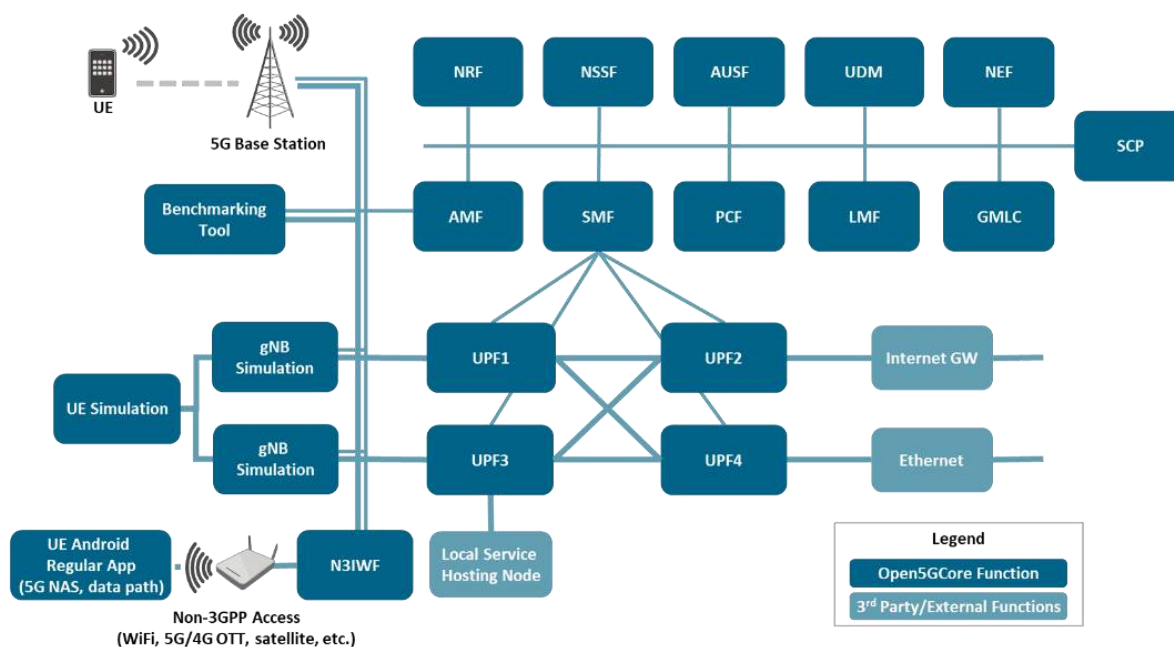 UE
5G Base Station
NRF
NSSF
AUSF
UDM
NEF
SCP
Benchmarking
Tool
AMF
SMF
PCF
LMF
GMLC
gNB
Simulation
UPF1
UPF2
Internet GW
UE Simulation
gNB
Simulation
UPF3
UPF4
Ethernet
UE Android
Regular App
(5G NAS, data path)
N3IWF
Local Service
Hosting Node
Non-3GPP Access
(WiFi, 5G/4G OTT, satellite, etc.)
Legend
Open5GCore Function
3rd Party/External Functions